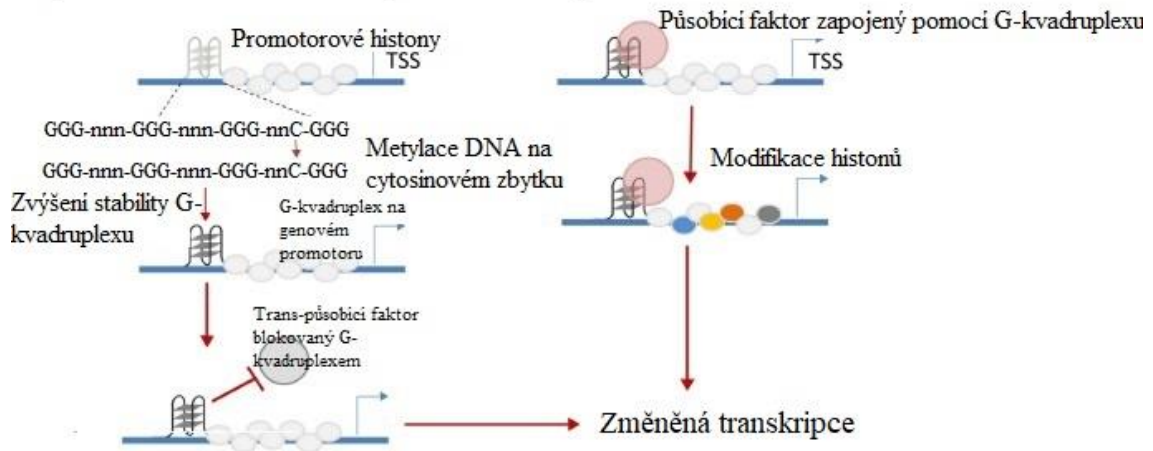 Promotorové histony
TSS
GGG-nnn-GGG-nnn-GGG-nnC-GGG
GGG-nnn-GGG-nnn-GGG-nnC-GGG
Metylace DNA na
cytosinovém zbytku
Zvýšení stability G-
kvadruplexu
G-kvadruplex na
genovém
promotoru
Trans-působicí faktor
blokovaný G-
kvadruplexem
Působící faktor zapojený pomocí G-kvadruplexu
TSS
Modifikace histonů
Změněná transkripce